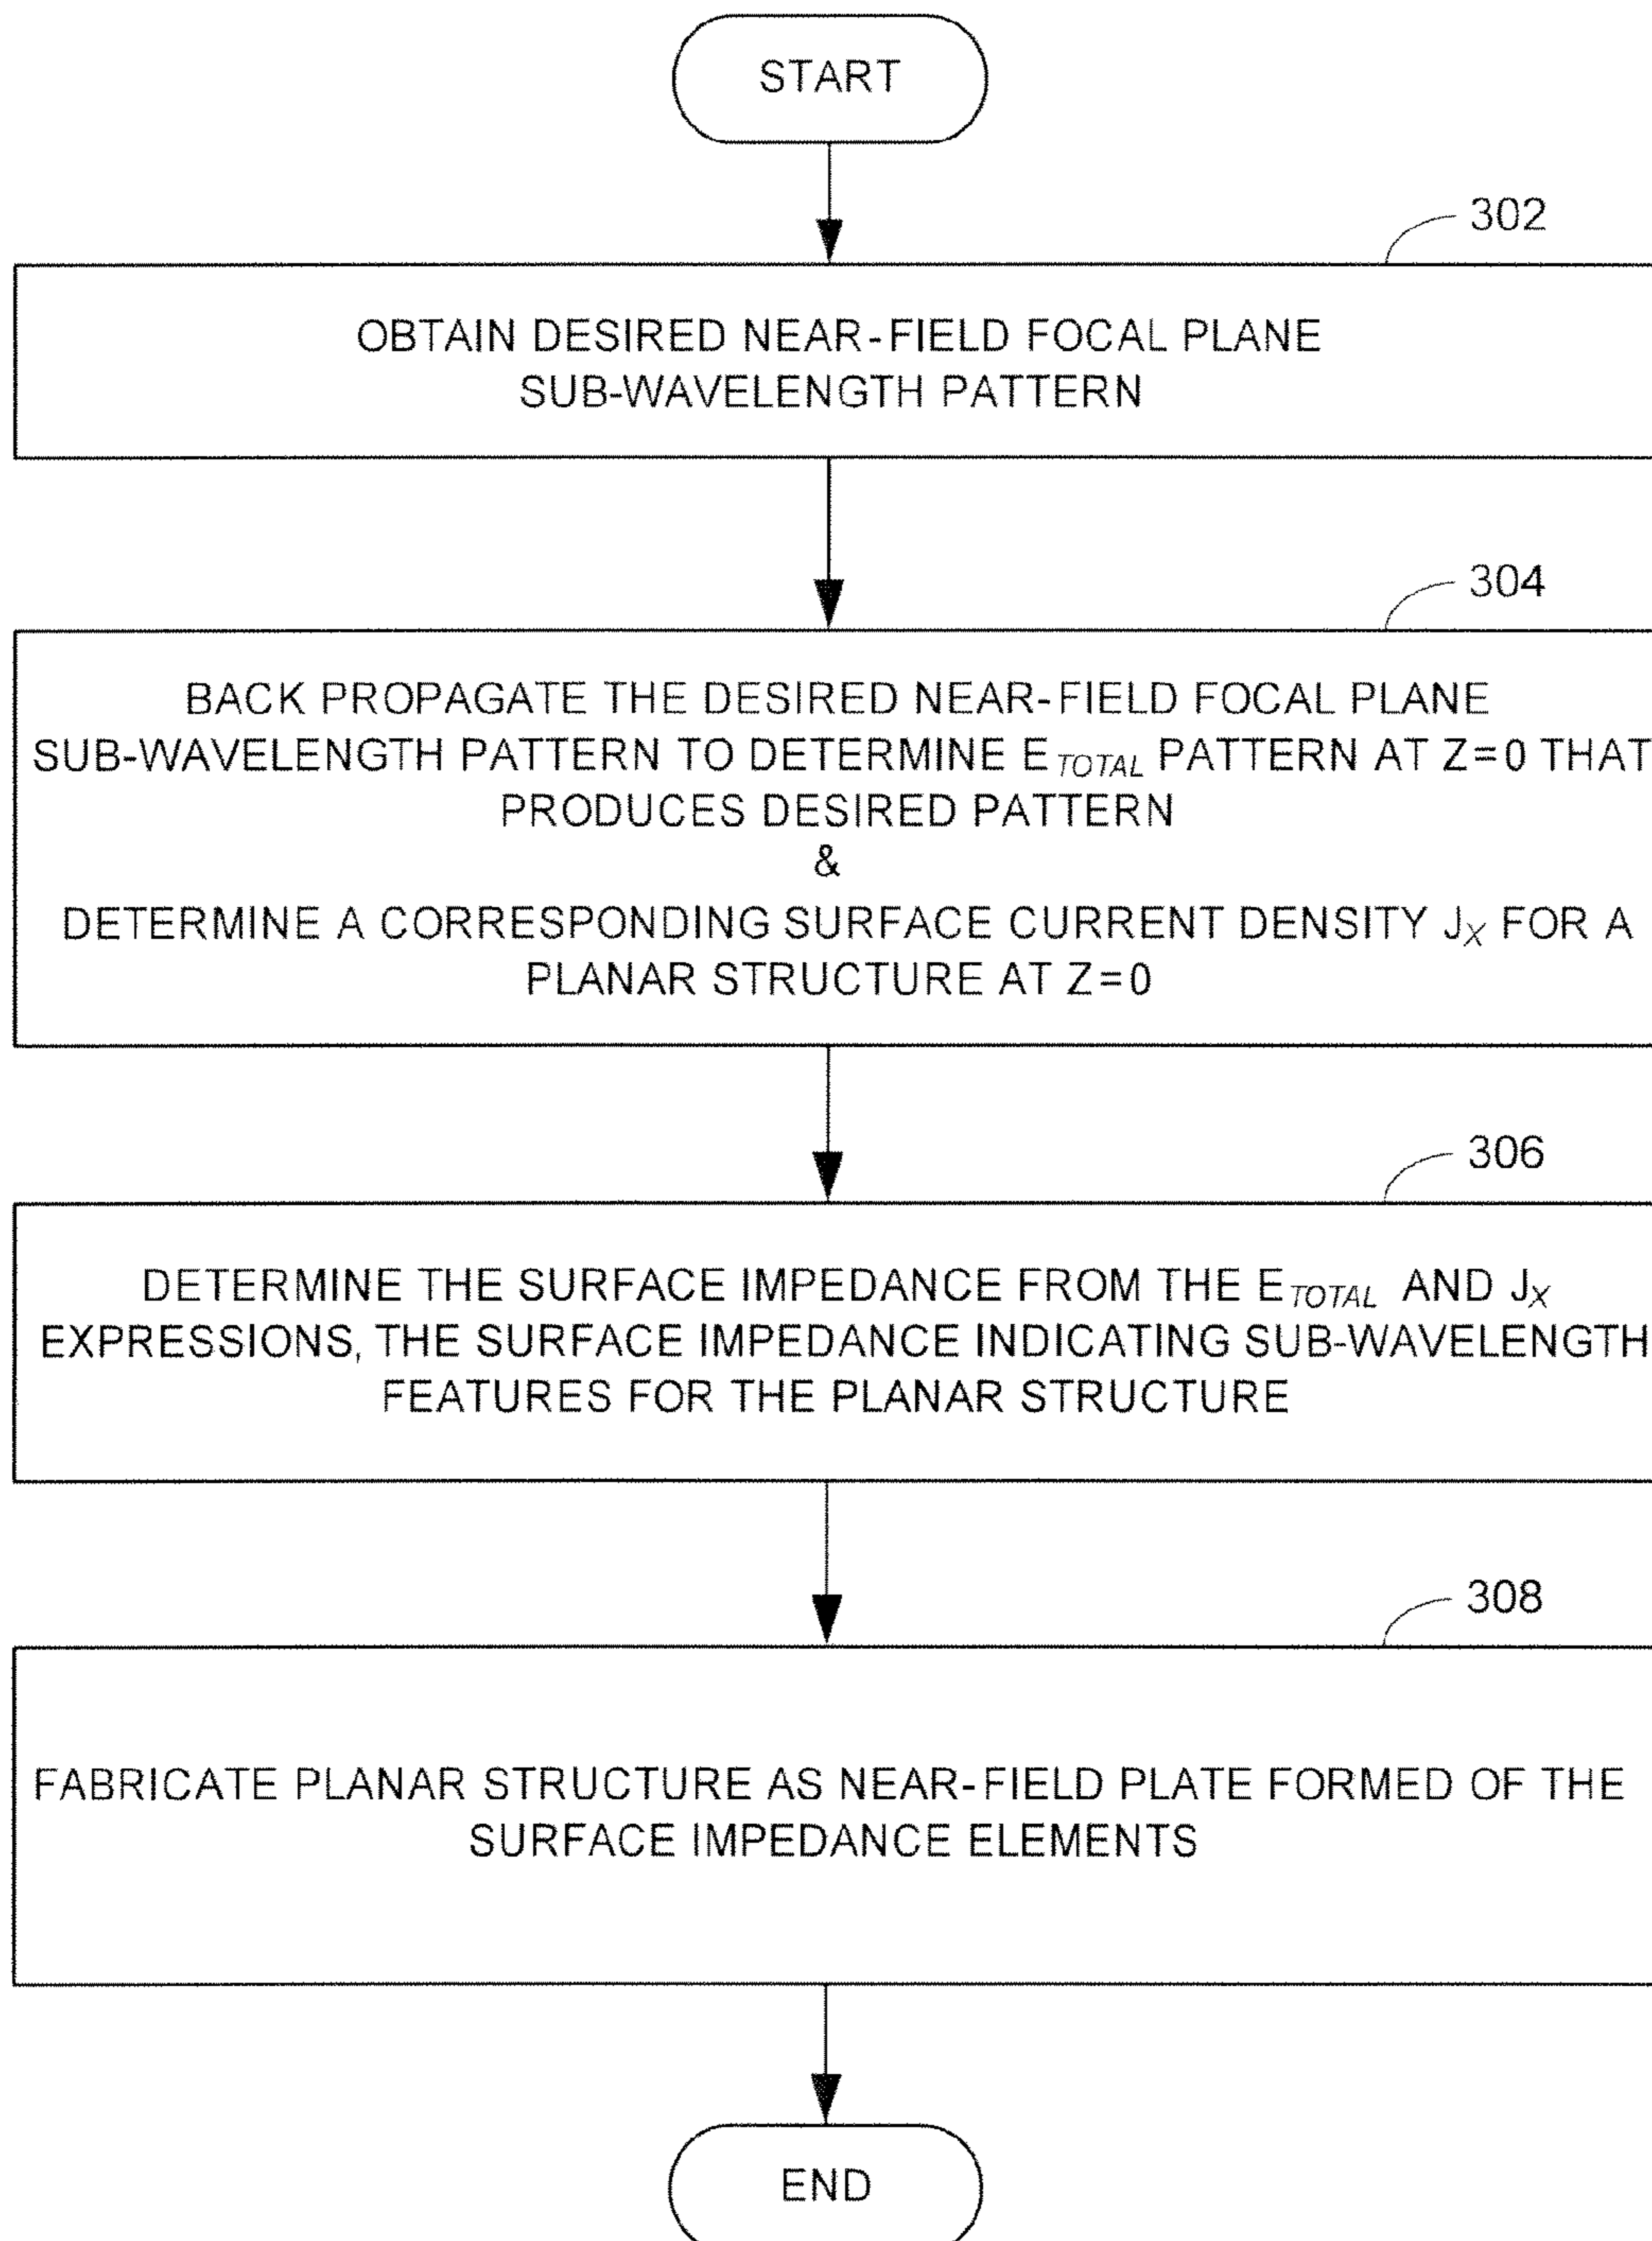 START
302
OBTAIN DESIRED NEAR-FIELD FOCAL PLANE
SUB-WAVELENGTH PATTERN
304
BACK PROPAGATE THE DESIRED NEAR-FIELD FOCAL PLANE
SUB-WAVELENGTH PATTERN TO DETERMINE E TOTAL PATTERN AT Z=0 THAT
PRODUCES DESIRED PATTERN
&
DETERMINE A CORRESPONDING SURFACE CURRENT DENSITY JX FOR A
PLANAR STRUCTURE AT Z=0
306
DETERMINE THE SURFACE IMPEDANCE FROM THE E TOTAL AND JX
EXPRESSIONS, THE SURFACE IMPEDANCE INDICATING SUB-WAVELENGTH
FEATURES FOR THE PLANAR STRUCTURE
308
FABRICATE PLANAR STRUCTURE AS NEAR-FIELD PLATE FORMED OF THE
SURFACE IMPEDANCE ELEMENTS
END